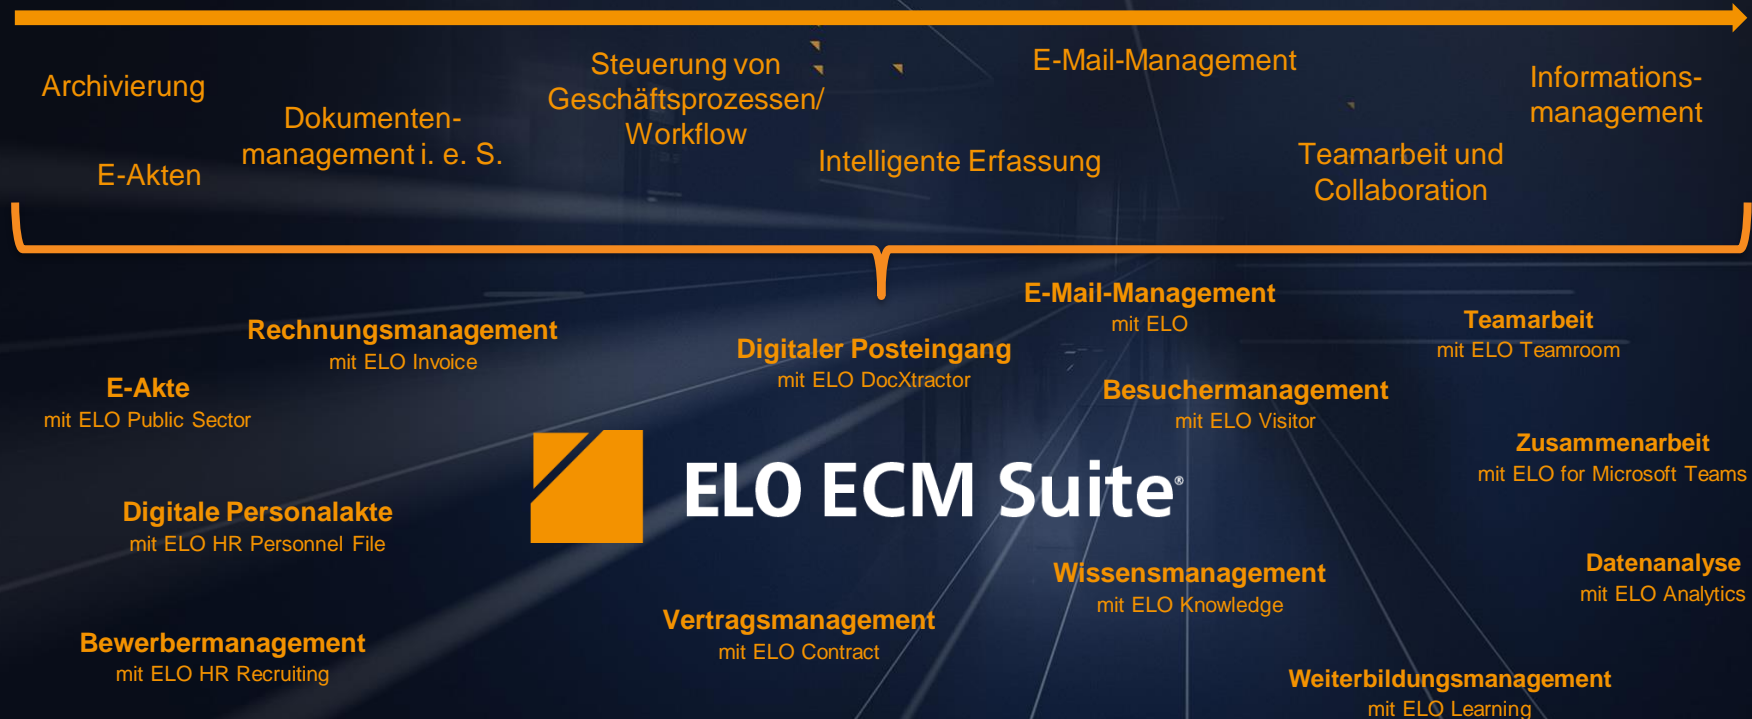 Archivierung
E-Akten
Dokumenten-
management i. e. S.
Steuerung von
Geschäftsprozessen/
Workflow
Intelligente Erfassung
E-Mail-Management
Teamarbeit und
Collaboration
Informations-
management
Rechnungsmanagement
mit ELO Invoice
E-Akte
mit ELO Public Sector
Digitaler Posteingang
mit ELO DocXtractor
E-Mail-Management
mit ELO
Besuchermanagement
mit ELO Visitor
Teamarbeit
mit ELO Teamroom
Zusammenarbeit
mit ELO for Microsoft Teams
ELO ECM Suite®
Digitale Personalakte
mit ELO HR Personnel File
Wissensmanagement
mit ELO Knowledge
Datenanalyse
mit ELO Analytics
Bewerbermanagement
mit ELO HR Recruiting
Vertragsmanagement
mit ELO Contract
Weiterbildungsmanagement
mit ELO Learning